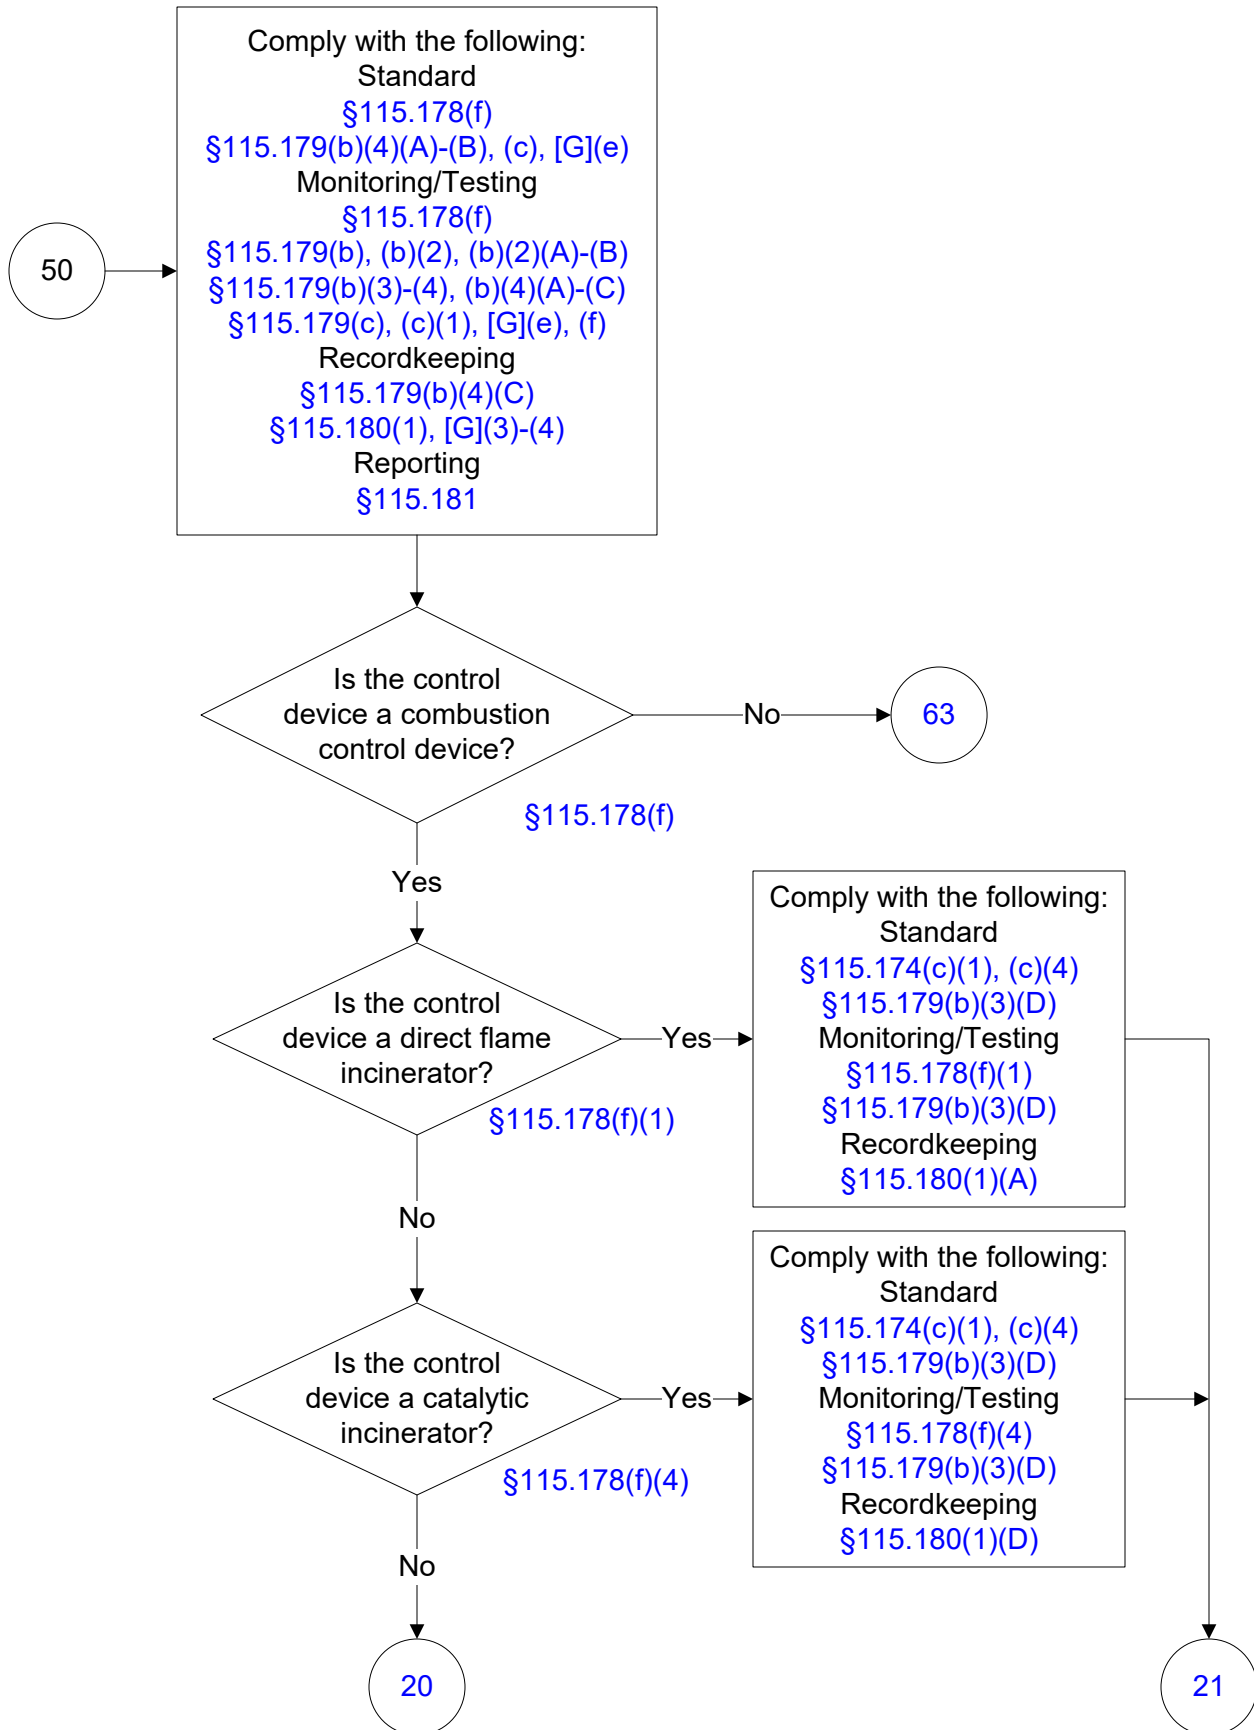 Comply with the following:
Standard
§115.178(f)
§115.179(b)(4)(A)-(B), (c), [G](e)
Monitoring/Testing
§115.178(f)
§115.179(b), (b)(2), (b)(2)(A)-(B)
§115.179(b)(3)-(4), (b)(4)(A)-(C)
§115.179(c), (c)(1), [G](e), (f)
Recordkeeping
§115.179(b)(4)(C)
§115.180(1), [G](3)-(4)
Reporting
§115.181
50
Is the control
device a combustion
control device?
No
63
§115.178(f)
Yes
Is the control
device a direct flame
incinerator?
Yes
§115.178(f)(1)
Comply with the following:
Standard
§115.174(c)(1), (c)(4)
§115.179(b)(3)(D)
Monitoring/Testing
§115.178(f)(1)
§115.179(b)(3)(D)
Recordkeeping
§115.180(1)(A)
No
Is the control
device a catalytic
incinerator?
Yes
§115.178(f)(4)
Comply with the following:
Standard
§115.174(c)(1), (c)(4)
§115.179(b)(3)(D)
Monitoring/Testing
§115.178(f)(4)
§115.179(b)(3)(D)
Recordkeeping
§115.180(1)(D)
No
20
21